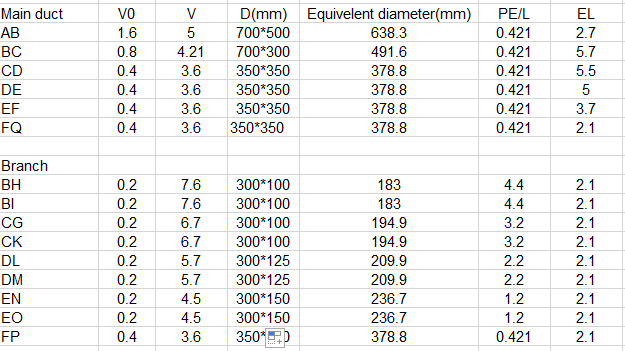 Main duct V0 V D(mm) Equivelent diameter(mm) PE/L EL
AB 1.6 5 700*500 638.3 0.421 2.7
BC 0.8 4.21 700*300 491.6 0.421 5.7
CD 0.4 3.6 350*350 378.8 0.421 5.5
DE 0.4 3.6 350*350 378.8 0.421 5
EF 0.4 3.6 350*350 378.8 0.421 3.7
FQ 0.4 3.6 350*350 378.8 0.421 2.1
Branch
BH 0.2 7.6 300*100 183 4.4 2.1
BI 0.2 7.6 300*100 183 4.4 2.1
CG 0.2 6.7 300*100 194.9 3.2 2.1
CK 0.2 6.7 300*100 194.9 3.2 2.1
DL 0.2 5.7 300*125 209.9 2.2 2.1
DM 0.2 5.7 300*125 209.9 2.2 2.1
EN 0.2 4.5 300*150 236.7 1.2 2.1
EO 0.2 4.5 300*150 236.7 1.2 2.1
FP 0.4 3.6 378.8 0.421 2.1